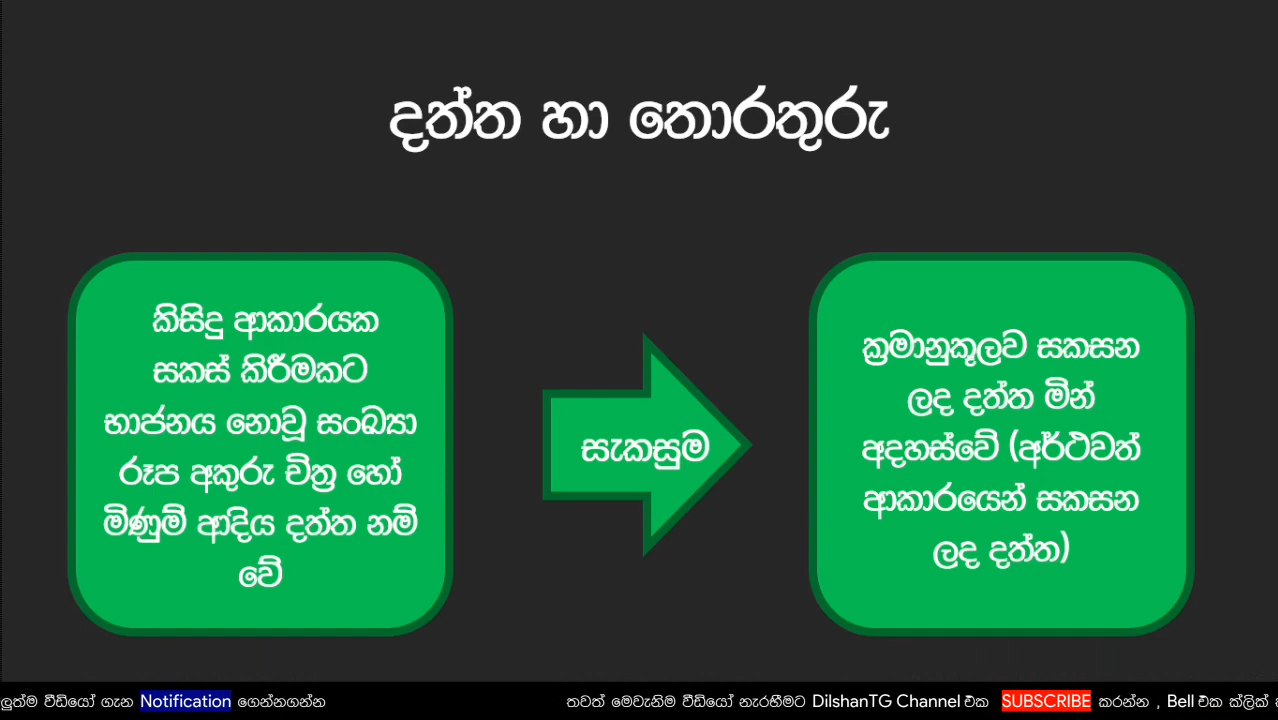 දත්ත හා තොරතුරු
කිසිදු ආකාරයක
සකස් කිරීමකට
භාජනය නොවූ සංඛ්‍යා
රූප අකුරු චිත්‍ර හෝ
මිණුම් ආදිය දත්ත නම්
වේ
සැකසුම
ක්‍රමානුකූලව සකසන
ලද දත්ත මින්
අදහස්වේ (අර්ථවත්
ආකාරයෙන් සකසන
ලද දත්ත)
ලුත්ම වීඩියෝ ගැන Notification ගෙන්නගන්න
තවත් මෙවැනිම වීඩියෝ නැරඹීමට DilshanTG Channel එක SUBSCRIBE කරන්න , Bell එක ක්ලික්